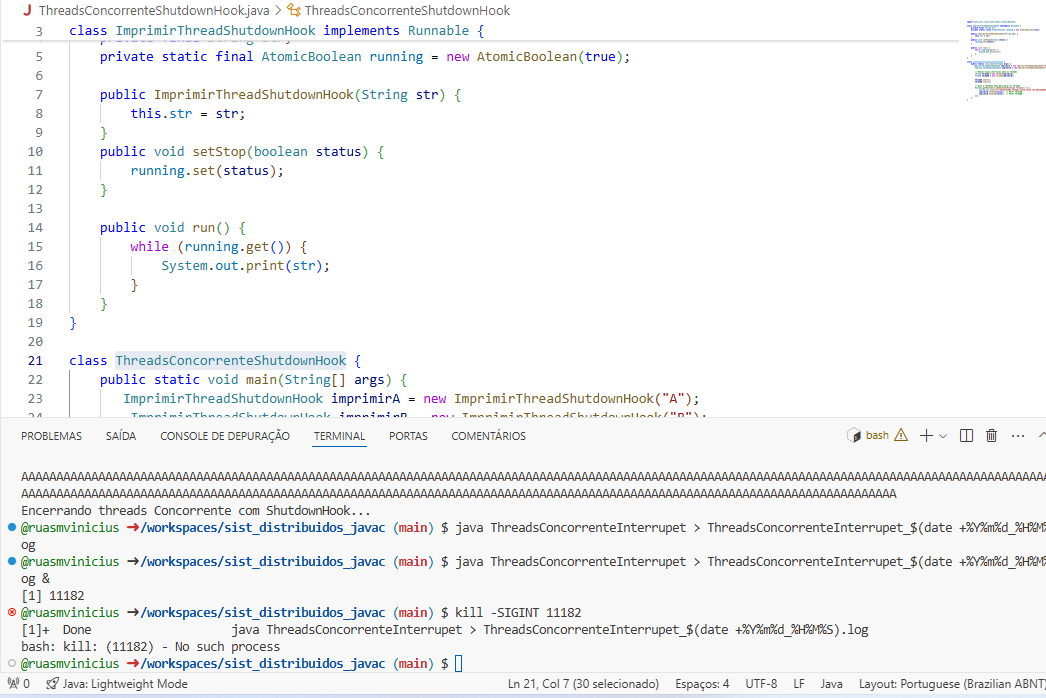 J ThreadsConcorrenteShutdownHook.java > ThreadsConcorrenteShutdownHook
3 class ImprimirThreadShutdownHook implements Runnable {
5 private static final AtomicBoolean running = new AtomicBoolean(true);
6
7 public ImprimirThreadShutdownHook(String str) {
8 this.str = str;
9 }
10 public void setStop(boolean status) {
11 running.set(status);
12 }
13
14 public void run() {
15 while (running.get()) {
16 System.out.print(str);
17 }
18 }
19 }
20
21 class ThreadsConcorrenteShutdownHook {
22 public static void main(String[] args) {
23 ImprimirThreadShutdownHook imprimirA = new ImprimirThreadShutdownHook("A");
24 ImprimirThreadShutdownHook imprimirB = new ImprimirThreadShutdownHook("B");
PROBLEMAS SAÍDA CONSOLE DE DEPURAÇÃO TERMINAL PORTAS COMENTÁRIOS bash
Encerrando threads Concorrente com ShutdownHook...
@ruasmvinicius ➜/workspaces/sist_distribuidos_javac (main) $ java ThreadsConcorrenteInterrupet > ThreadsConcorrenteInterrupet_$(date +%Y%m%d_%H%M%
og
@ruasmvinicius ➜/workspaces/sist_distribuidos_javac (main) $ java ThreadsConcorrenteInterrupet > ThreadsConcorrenteInterrupet_$(date +%Y%m%d_%H%M%
og &
[1] 11182
@ruasmvinicius ➜/workspaces/sist_distribuidos_javac (main) $ kill -SIGINT 11182
[1]+ Done java ThreadsConcorrenteInterrupet > ThreadsConcorrenteInterrupet_$(date +%Y%m%d_%H%M%S).log
bash: kill: (11182) - No such process
@ruasmvinicius ➜/workspaces/sist_distribuidos_javac (main) $
0 Java: Lightweight Mode Ln 21, Col 7 (30 selecionado) Espaços: 4 UTF-8 LF Java Layout: Portuguese (Brazilian ABNT)